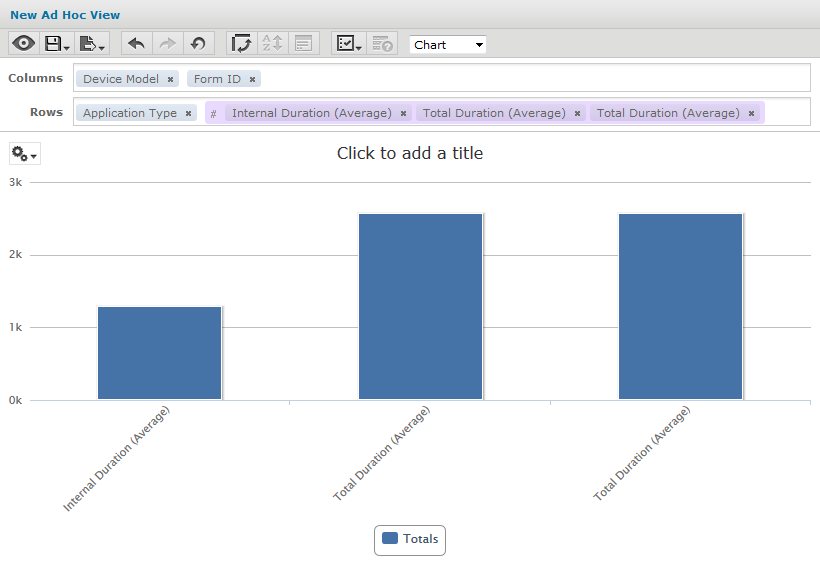 New Ad Hoc View
Chart
Columns Device Model × Form ID ×
Rows Application Type × # Internal Duration (Average) × Total Duration (Average) × Total Duration (Average) ×
Click to add a title
3k
2k
1k
0k
Internal Duration (Average)
Total Duration (Average)
Total Duration (Average)
Totals